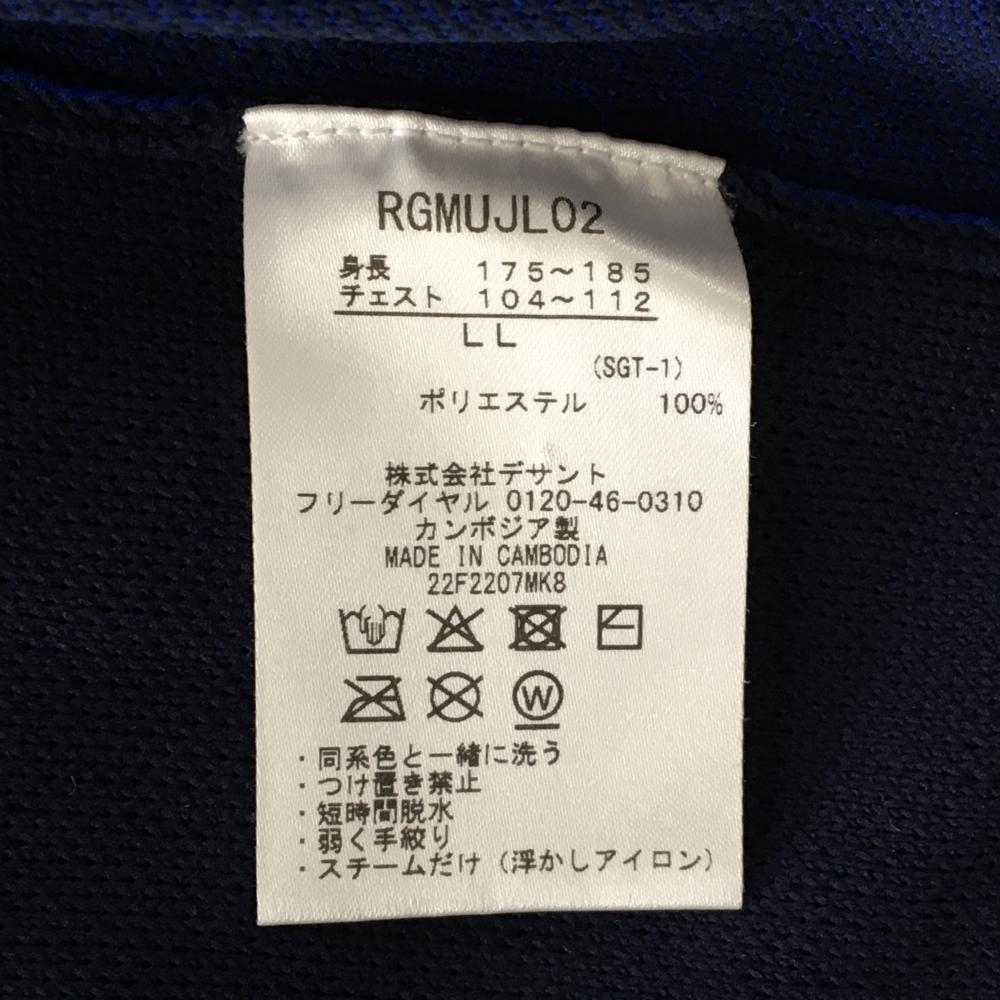 RGMUJL02
身長 175～185
チェスト 104～112
LL
(SGT-1)
ポリエステル 100%
株式会社デサント
フリーダイヤル 0120-46-0310
カンボジア製
MADE IN CAMBODIA
22F2207MK8
W
・同系色と一緒に洗う
・つけ置き禁止
・短時間脱水
・弱く手絞り
・スチームだけ（浮かしアイロン）